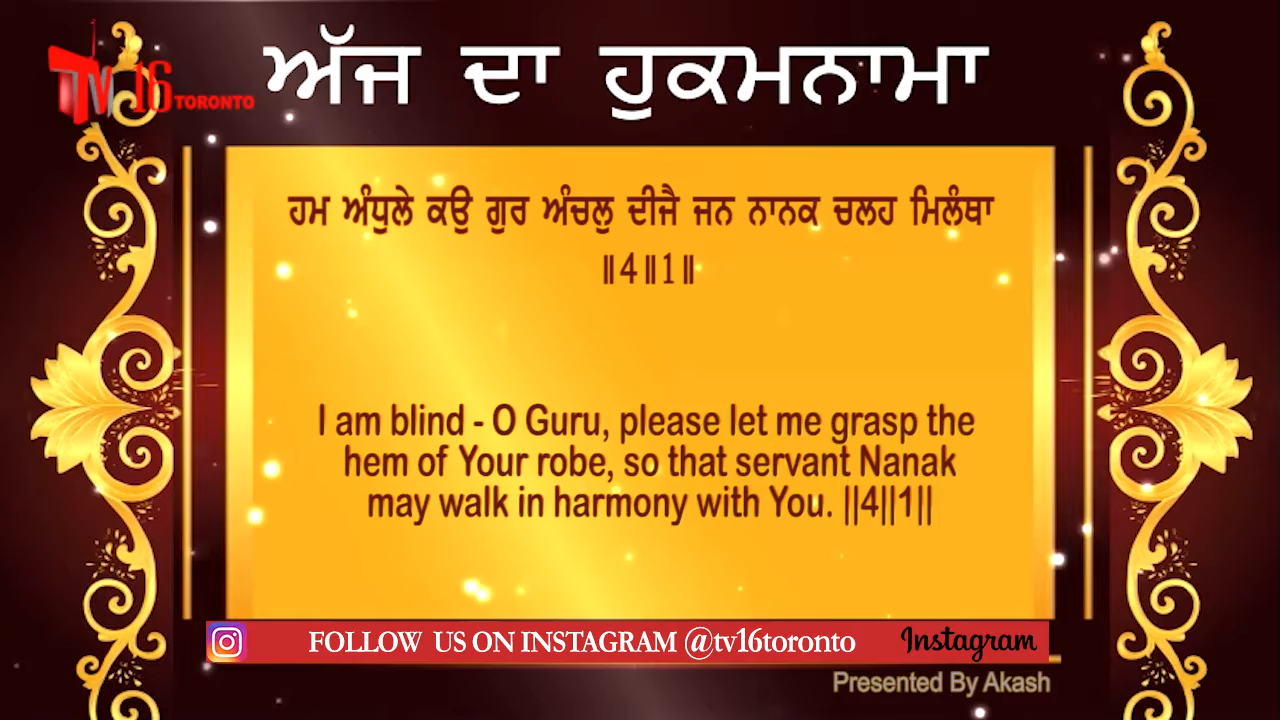 TV16 TORONTO
ਅੱਜ ਦਾ ਹੁਕਮਨਾਮਾ
ਹਮ ਅੰਧੁਲੇ ਕਉ ਗੁਰ ਅੰਚਲੁ ਦੀਜੈ ਜਨ ਨਾਨਕ ਚਲਹ ਮਿਲੰਥਾ
॥4॥1॥
I am blind - O Guru, please let me grasp the
hem of Your robe, so that servant Nanak
may walk in harmony with You. ||4||1||
FOLLOW US ON INSTAGRAM @tv16toronto Instagram
Presented By Akash